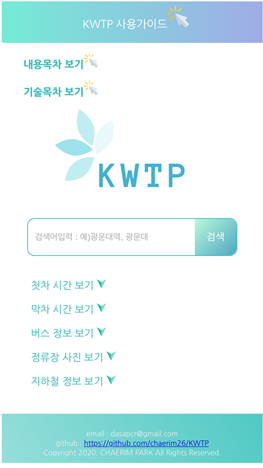 KWTP 사용가이드
내용목차 보기
기술목차 보기
KWTP
검색어입력 : 예)광운대역, 광운대
검색
첫차 시간 보기
막차 시간 보기
버스 정보 보기
정류장 사진 보기
지하철 정보 보기
email : dasapcr@gmail.com
github : https://github.com/chaerim26/KWTP
Copyright 2020. CHAERIM PARK All Rights Reserved.